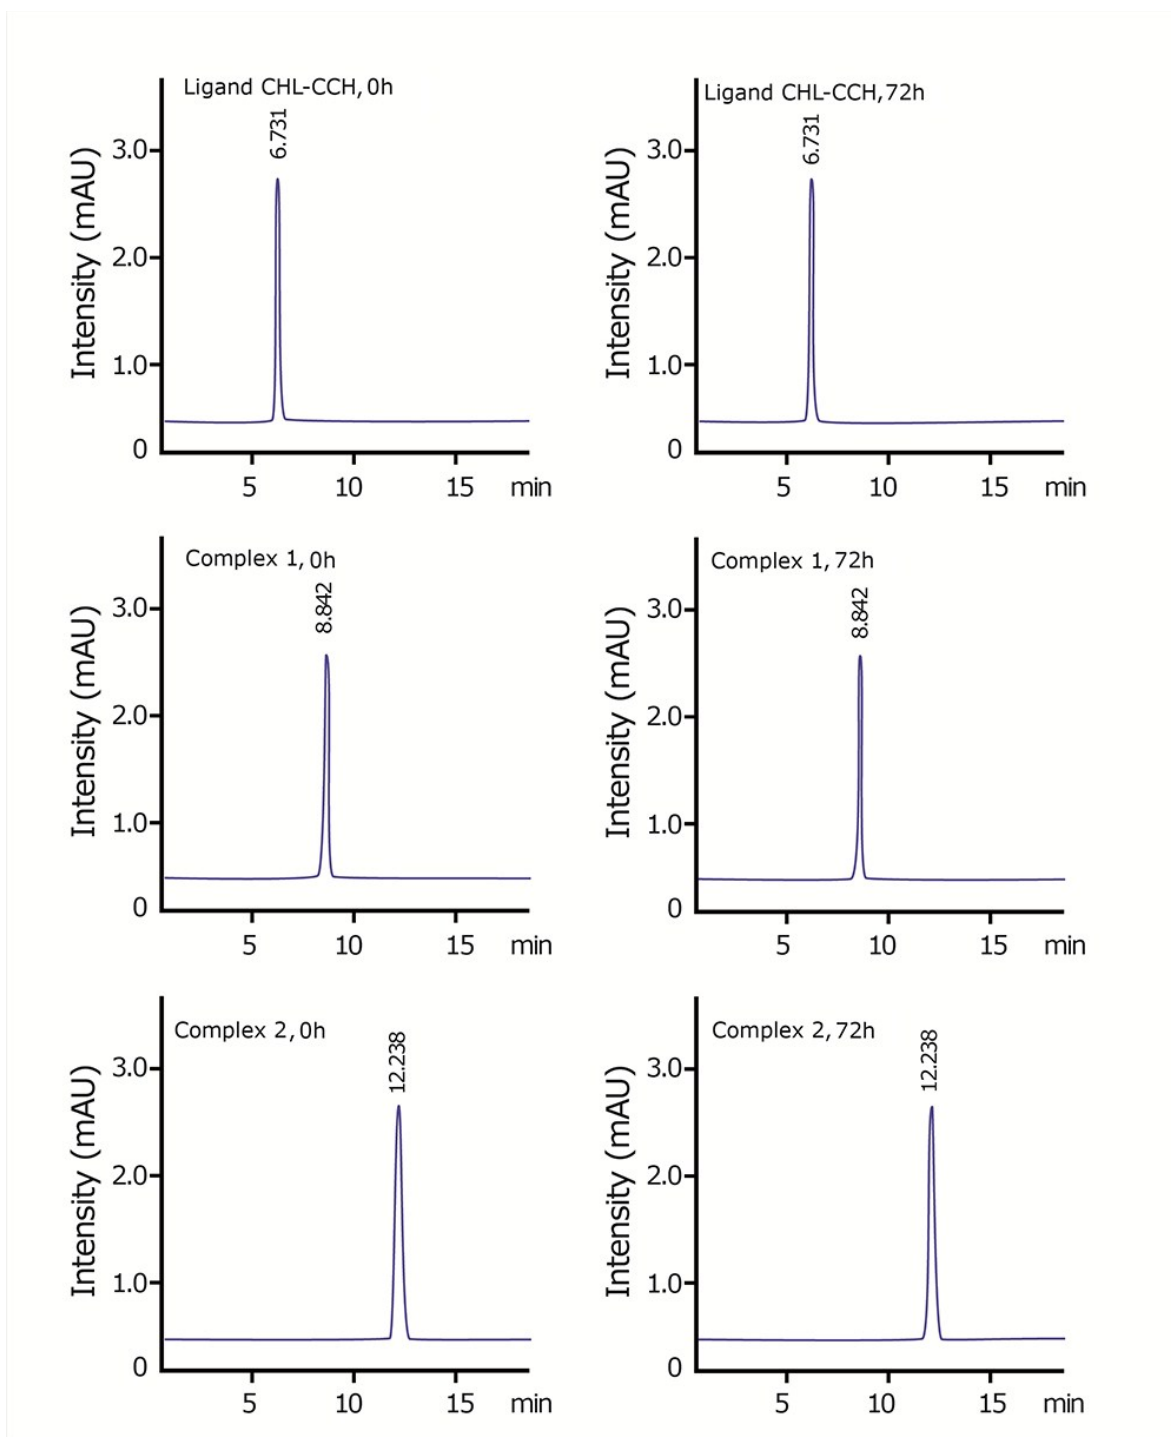 Ligand CHL-CCH, 0h
6.731
Intensity (mAU)
3.0
2.0
1.0
0
5 10 15 min
Ligand CHL-CCH, 72h
6.731
Intensity (mAU)
3.0
2.0
1.0
0
5 10 15 min
Complex 1, 0h
8.842
Intensity (mAU)
3.0
2.0
1.0
0
5 10 15 min
Complex 1, 72h
8.842
Intensity (mAU)
3.0
2.0
1.0
0
5 10 15 min
Complex 2, 0h
12.238
Intensity (mAU)
3.0
2.0
1.0
0
5 10 15 min
Complex 2, 72h
12.238
Intensity (mAU)
3.0
2.0
1.0
0
5 10 15 min